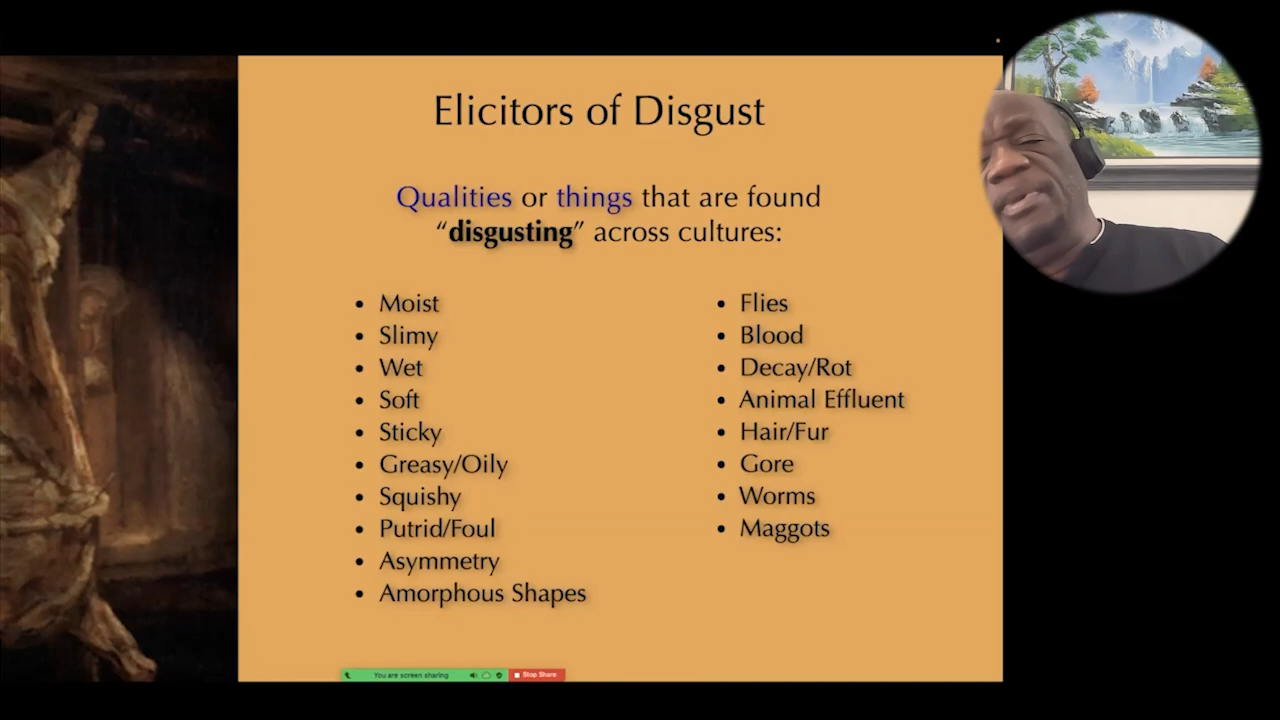 Elicitors of Disgust
Qualities or things that are found
“disgusting” across cultures:
• Moist
• Slimy
• Wet
• Soft
• Sticky
• Greasy/Oily
• Squishy
• Putrid/Foul
• Asymmetry
• Amorphous Shapes
• Flies
• Blood
• Decay/Rot
• Animal Effluent
• Hair/Fur
• Gore
• Worms
• Maggots
You are screen sharing
Stop Share